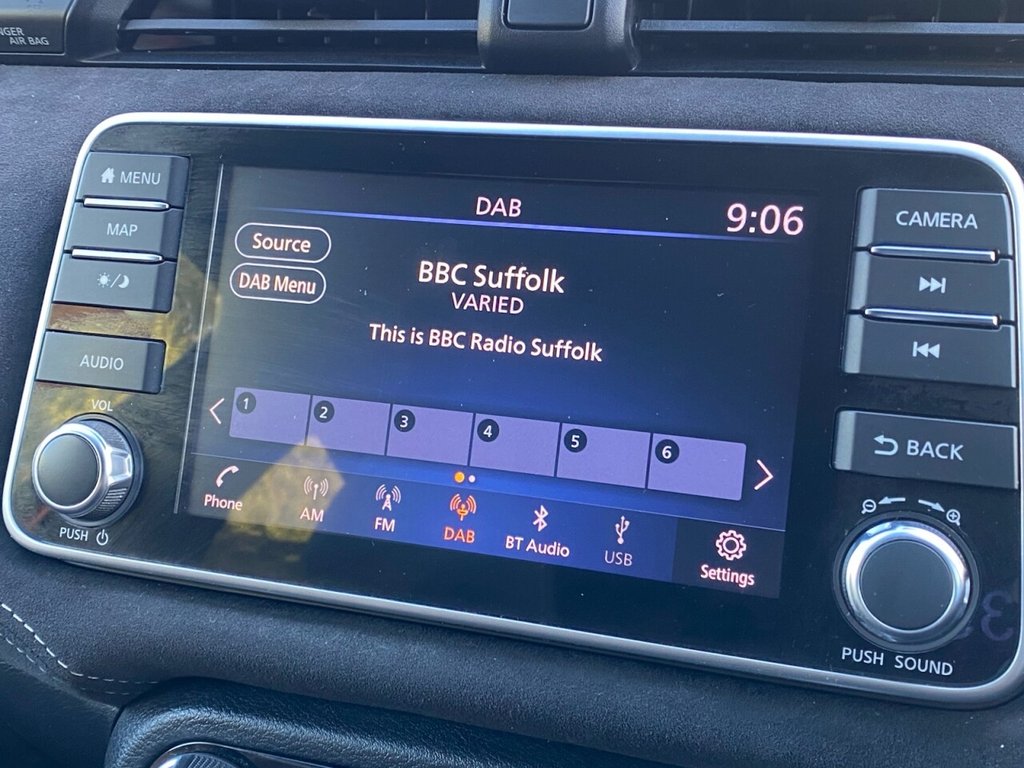 NGER
AIR BAG
MENU
MAP
AUDIO
VOL
PUSH
DAB
9:06
Source
DAB Menu
BBC Suffolk
VARIED
This is BBC Radio Suffolk
1
2
3
4
5
6
Phone
AM
FM
DAB
BT Audio
USB
Settings
CAMERA
BACK
PUSH SOUND